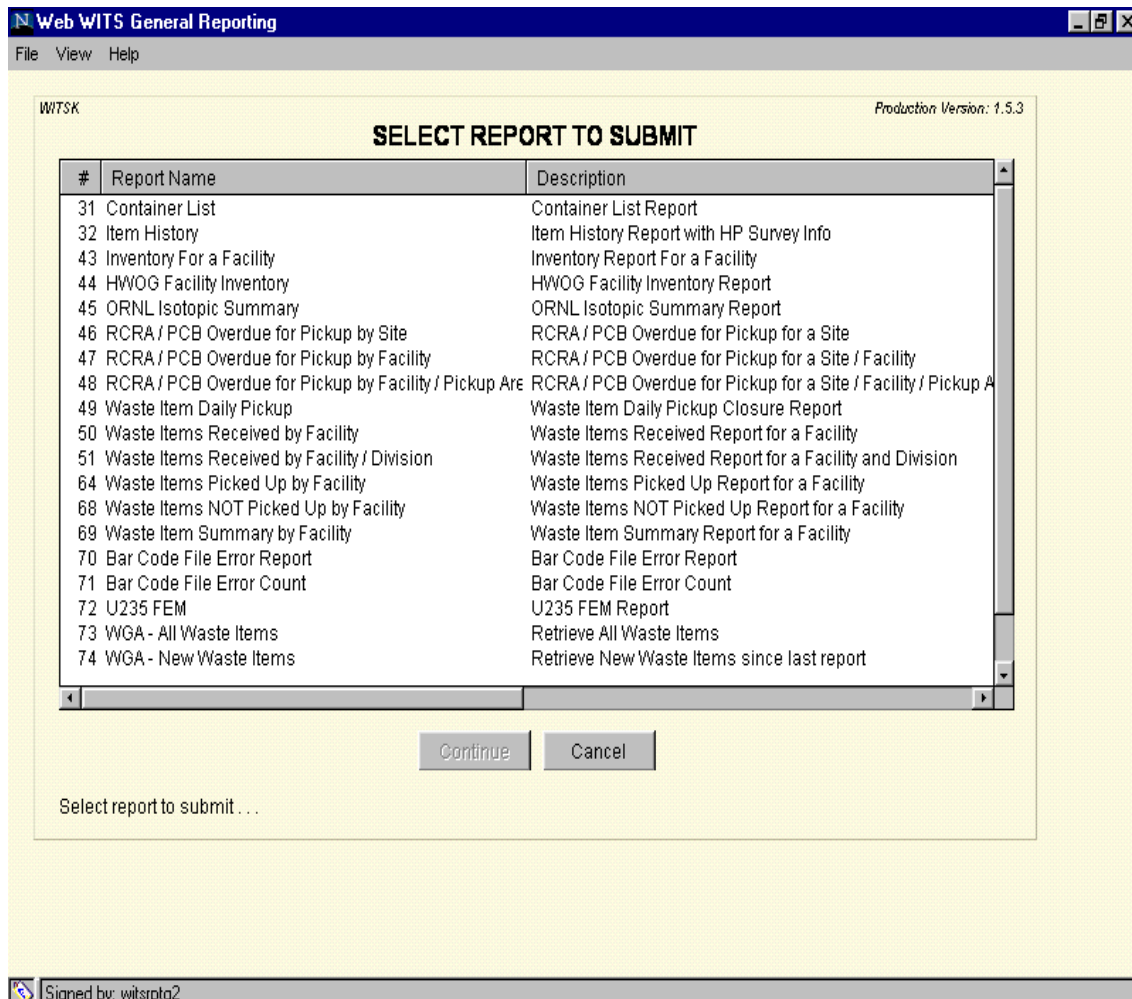 Web WITS General Reporting
File View Help
WITSK Production Version: 1.5.3
SELECT REPORT TO SUBMIT
# Report Name Description
31 Container List Container List Report
32 Item History Item History Report with HP Survey Info
43 Inventory For a Facility Inventory Report For a Facility
44 HWOG Facility Inventory HWOG Facility Inventory Report
45 ORNL Isotopic Summary ORNL Isotopic Summary Report
46 RCRA / PCB Overdue for Pickup by Site RCRA / PCB Overdue for Pickup for a Site
47 RCRA / PCB Overdue for Pickup by Facility RCRA / PCB Overdue for Pickup for a Site / Facility
48 RCRA / PCB Overdue for Pickup by Facility / Pickup Are RCRA / PCB Overdue for Pickup for a Site / Facility / Pickup A
49 Waste Item Daily Pickup Waste Item Daily Pickup Closure Report
50 Waste Items Received by Facility Waste Items Received Report for a Facility
51 Waste Items Received by Facility / Division Waste Items Received Report for a Facility and Division
64 Waste Items Picked Up by Facility Waste Items Picked Up Report for a Facility
68 Waste Items NOT Picked Up by Facility Waste Items NOT Picked Up Report for a Facility
69 Waste Item Summary by Facility Waste Item Summary Report for a Facility
70 Bar Code File Error Report Bar Code File Error Report
71 Bar Code File Error Count Bar Code File Error Count
72 U235 FEM U235 FEM Report
73 WGA - All Waste Items Retrieve All Waste Items
74 WGA - New Waste Items Retrieve New Waste Items since last report
Continue Cancel
Select report to submit . . .
Signed by: witsrptg2